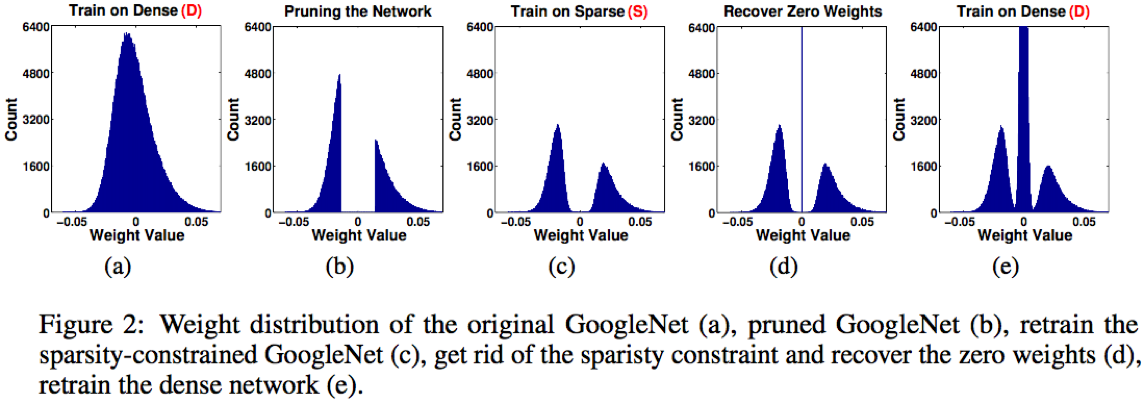 Train on Dense (D)
Pruning the Network
Train on Sparse (S)
Recover Zero Weights
Train on Dense (D)
Count
6400
4800
3200
1600
0
−0.05
0
0.05
Weight Value
Count
6400
4800
3200
1600
0
−0.05
0
0.05
Weight Value
Count
6400
4800
3200
1600
0
−0.05
0
0.05
Weight Value
Count
6400
4800
3200
1600
0
−0.05
0
0.05
Weight Value
Count
6400
4800
3200
1600
0
−0.05
0
0.05
Weight Value
(a)
(b)
(c)
(d)
(e)
Figure 2: Weight distribution of the original GoogleNet (a), pruned GoogleNet (b), retrain the
sparsity-constrained GoogleNet (c), get rid of the sparisty constraint and recover the zero weights (d),
retrain the dense network (e).